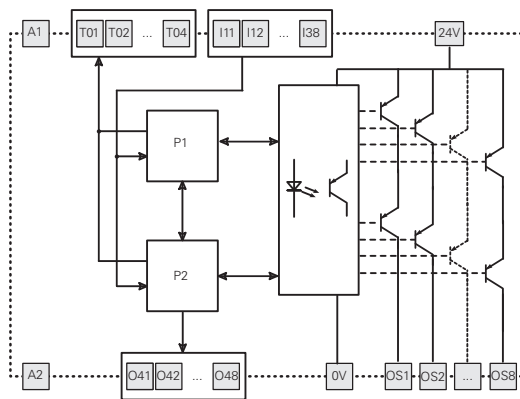 A1 T01 T02 ... T04 I11 I12 ... I38 24V
P1
P2
A2 O41 O42 ... O48 0V OS1 OS2 ... OS8